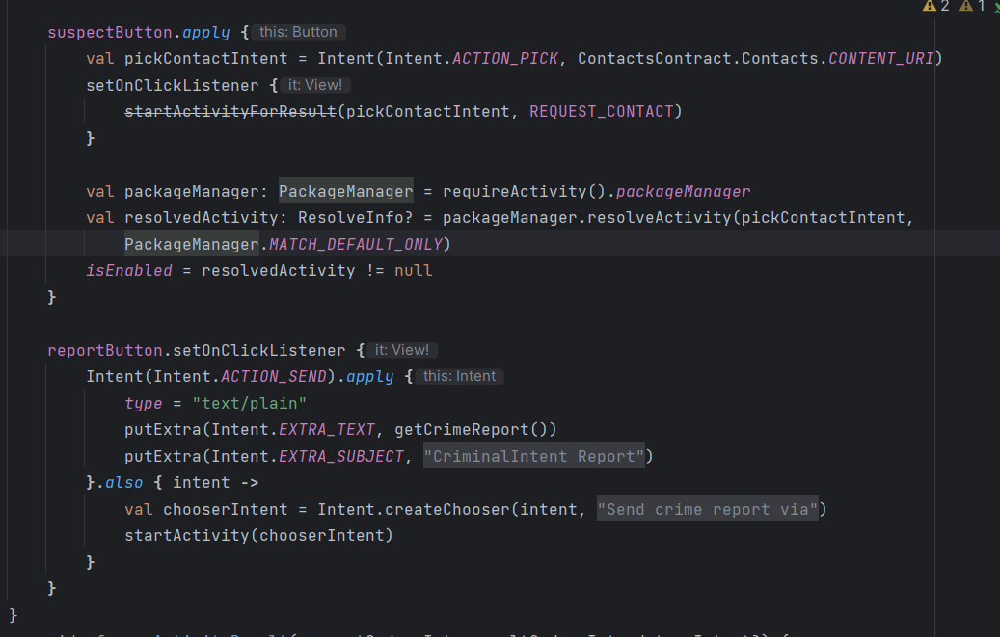 2 1
suspectButton.apply { this: Button
val pickContactIntent = Intent(Intent.ACTION_PICK, ContactsContract.Contacts.CONTENT_URI)
setOnClickListener { it: View!
startActivityForResult(pickContactIntent, REQUEST_CONTACT)
}
val packageManager: PackageManager = requireActivity().packageManager
val resolvedActivity: ResolveInfo? = packageManager.resolveActivity(pickContactIntent,
PackageManager.MATCH_DEFAULT_ONLY)
isEnabled = resolvedActivity != null
}
reportButton.setOnClickListener { it: View!
Intent(Intent.ACTION_SEND).apply { this: Intent
type = "text/plain"
putExtra(Intent.EXTRA_TEXT, getCrimeReport())
putExtra(Intent.EXTRA_SUBJECT, "CriminalIntent Report")
}.also { intent ->
val chooserIntent = Intent.createChooser(intent, "Send crime report via")
startActivity(chooserIntent)
}
}
}